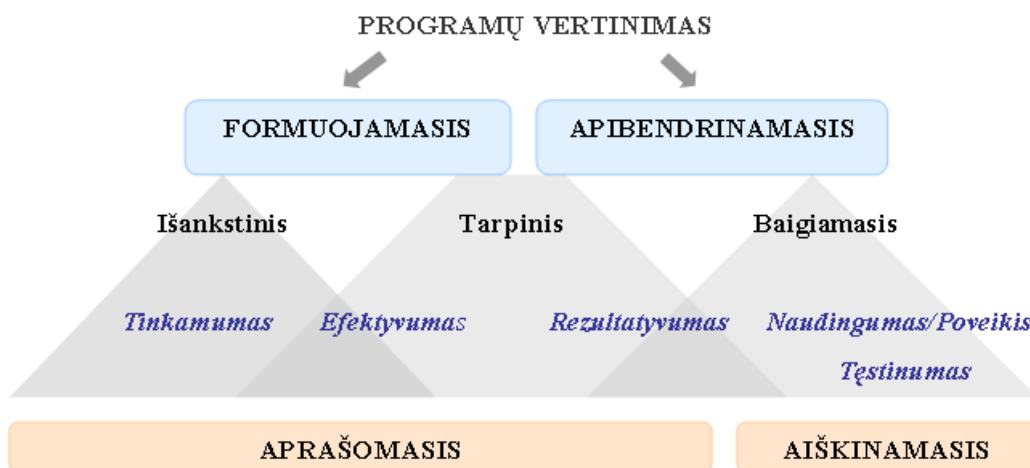 PROGRAMŲ VERTINIMAS
FORMUOJAMASIS APIBENDRINAMASIS
Išankstinis Tarpinis Baigiamasis
Tinkamumas Efektyvumas Rezultatyvumas Naudingumas/Poveikis
Tęstinumas
APRAŠOMASIS AIŠKINAMASIS